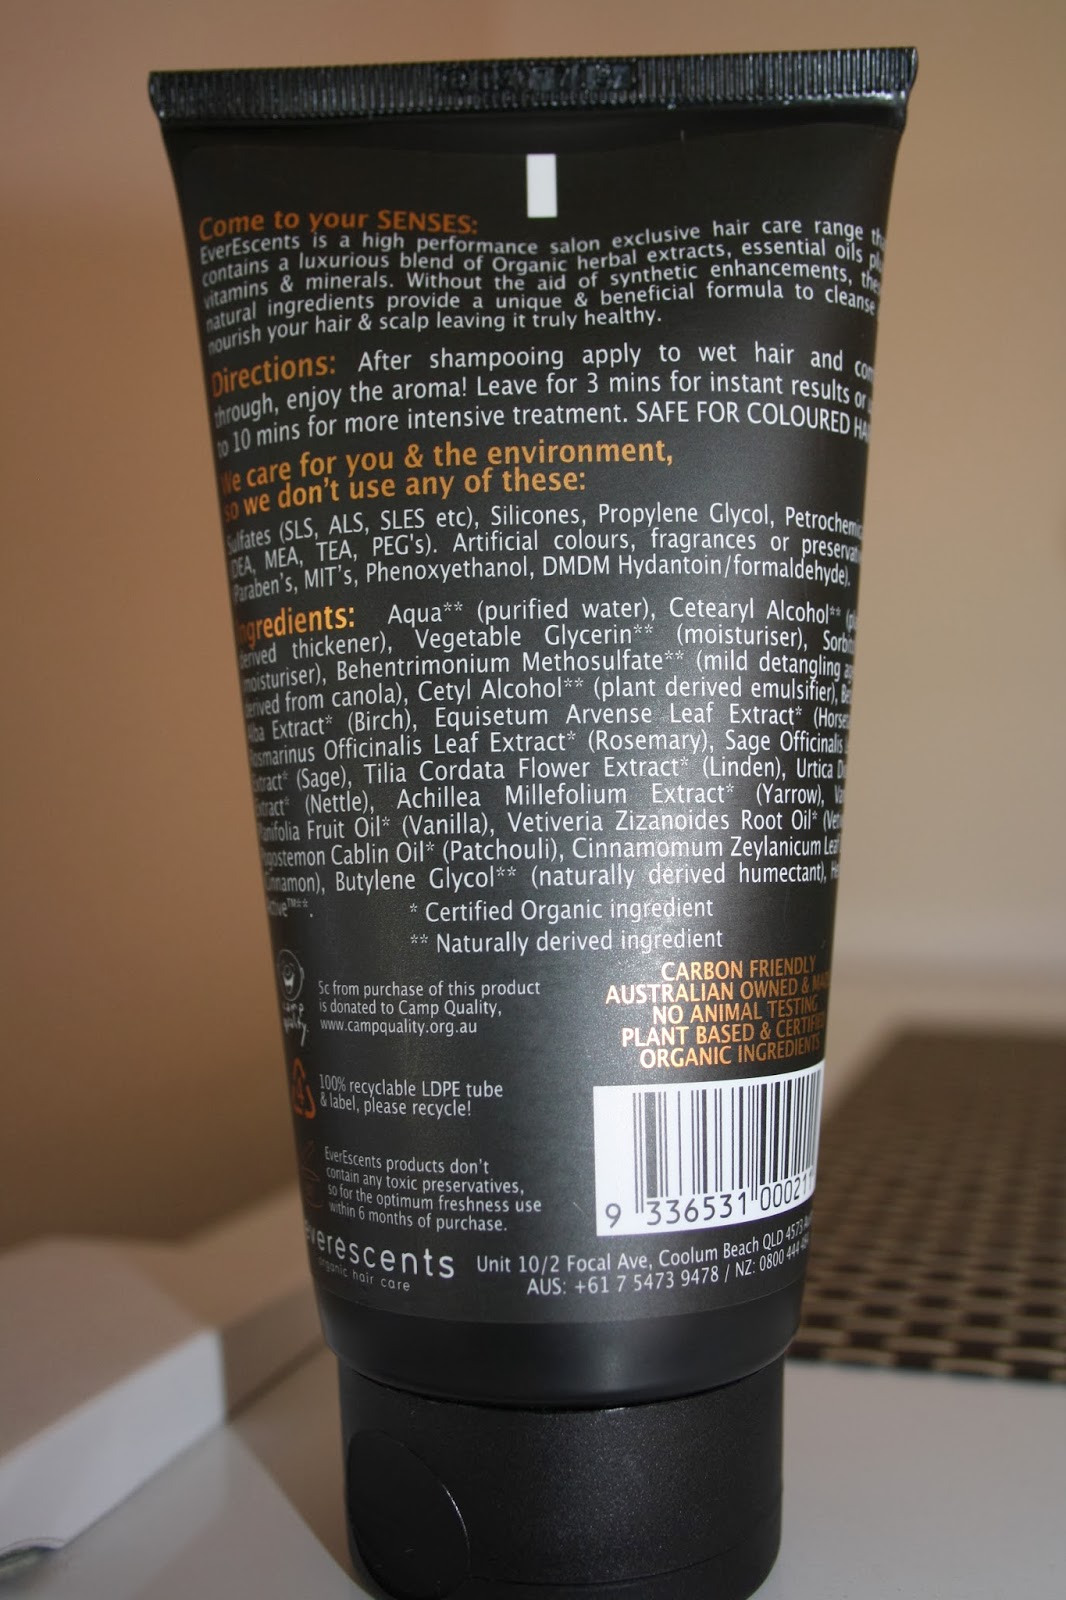 Come to your SENSES:
EverEscents is a high performance salon exclusive hair care range
contains a luxurious blend of Organic herbal extracts, essential oils
vitamins & minerals. Without the aid of synthetic enhancements,
natural ingredients provide a unique & beneficial formula to cleanse
nourish your hair & scalp leaving it truly healthy.
Directions: After shampooing apply to wet hair and
through, enjoy the aroma! Leave for 3 mins for instant results or
to 10 mins for more intensive treatment. SAFE FOR COLOURED
We care for you & the environment,
so we don't use any of these:
Sulfates (SLS, ALS, SLES etc), Silicones, Propylene Glycol,
(DEA, MEA, TEA, PEG's). Artificial colours, fragrances or
(Paraben's, MIT's, Phenoxyethanol, DMDM Hydantoin/formaldehyde).
Ingredients: Aqua** (purified water), Cetearyl Alcohol**
derived thickener), Vegetable Glycerin** (moisturiser),
moisturiser), Behentrimonium Methosulfate** (mild detangling
derived from canola), Cetyl Alcohol** (plant derived emulsifier),
Alba Extract* (Birch), Equisetum Arvense Leaf Extract*
Rosmarinus Officinalis Leaf Extract* (Rosemary), Sage Officinalis
Extract* (Sage), Tilia Cordata Flower Extract* (Linden), Urtica
Extract* (Nettle), Achillea Millefolium Extract* (Yarrow),
Planifolia Fruit Oil* (Vanilla), Vetiveria Zizanoides Root Oil*
Pogostemon Cablin Oil* (Patchouli), Cinnamomum Zeylanicum Leaf
Cinnamon), Butylene Glycol** (naturally derived humectant),
Active™**.
* Certified Organic ingredient
** Naturally derived ingredient
CARBON FRIENDLY
AUSTRALIAN OWNED & MADE
NO ANIMAL TESTING
PLANT BASED & CERTIFIED
ORGANIC INGREDIENTS
camp
quality
5c from purchase of this product
is donated to Camp Quality,
www.campquality.org.au
4
100% recyclable LDPE tube
& label, please recycle!
EverEscents products don't
contain any toxic preservatives,
so for the optimum freshness use
within 6 months of purchase.
9 336531 000211
everescents
organic hair care
Unit 10/2 Focal Ave, Coolum Beach QLD 4573
AUS: +61 7 5473 9478 / NZ: 0800 444